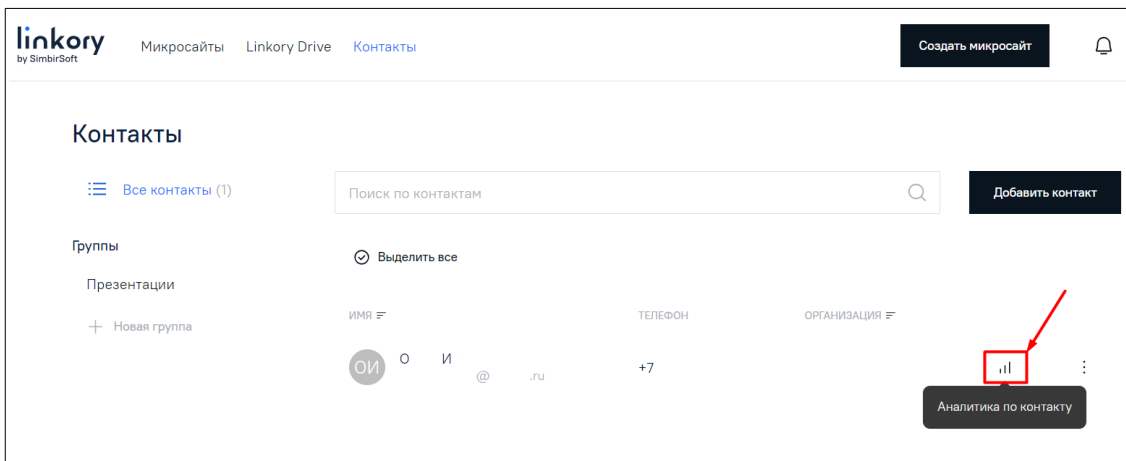 linkory
by SimbirSoft
Микросайты Linkory Drive Контакты
Создать микросайт
Контакты
Все контакты (1)
Поиск по контактам
Добавить контакт
Группы
Выделить все
Презентации
Новая группа
ИМЯ ТЕЛЕФОН ОРГАНИЗАЦИЯ
ОИ О И
@ .ru
+7
Аналитика по контакту